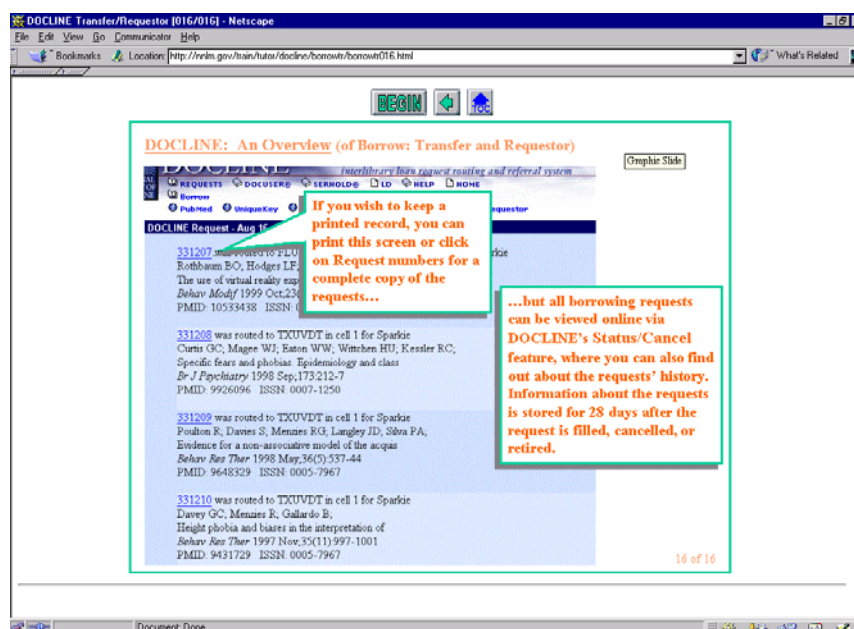 DOCLINE Transfer/Requestor [016/016] - Netscape
File Edit View Go Communicator Help
Bookmarks Location: http://nnlm.gov/train/tutor/docline/borrowtr/borrowtr016.html What's Related
BEGIN TOC
DOCLINE: An Overview (of Borrow: Transfer and Requestor)
Graphic Slide
DOCLINE interlibrary loan request routing and referral system
REQUESTS DOCUSER® SERHOLD® LD HELP HOME
Borrow
PubMed UniqueKey equestor
DOCLINE Request - Aug 16
If you wish to keep a
printed record, you can
print this screen or click
on Request numbers for a
complete copy of the
requests…
331207 was routed to FLU
Rothbaum BO; Hodges LF;
The use of virtual reality exp
Behav Modif 1999 Oct;23(
PMID: 10533438 ISSN:
…but all borrowing requests
can be viewed online via
DOCLINE's Status/Cancel
feature, where you can also find
out about the requests' history.
Information about the requests
is stored for 28 days after the
request is filled, cancelled, or
retired.
331208 was routed to TXUVDT in cell 1 for Sparkie
Curtis GC; Magee WJ; Eaton WW; Wittchen HU; Kessler RC;
Specific fears and phobias. Epidemiology and class
Br J Psychiatry 1998 Sep;173:212-7
PMID: 9926096 ISSN: 0007-1250
331209 was routed to TXUVDT in cell 1 for Sparkie
Poulton R; Davies S; Menzies RG; Langley JD; Silva PA;
Evidence for a non-associative model of the acquis
Behav Res Ther 1998 May;36(5):537-44
PMID: 9648329 ISSN: 0005-7967
331210 was routed to TXUVDT in cell 1 for Sparkie
Davey GC; Menzies R; Gallardo B;
Height phobia and biases in the interpretation of
Behav Res Ther 1997 Nov;35(11):997-1001
PMID: 9431729 ISSN: 0005-7967
16 of 16
Document: Done